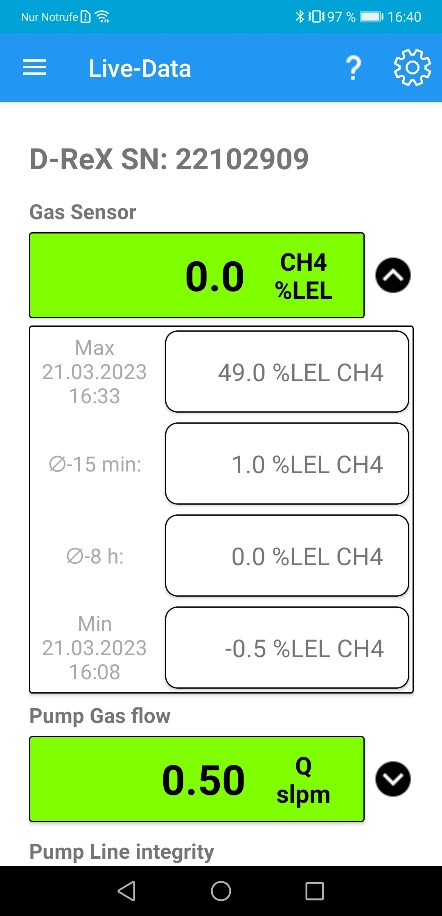 Nur Notrufe 97 % 16:40
Live-Data ?
D-ReX SN: 22102909
Gas Sensor
0.0 CH4
%LEL
Max
21.03.2023
16:33
49.0 %LEL CH4
∅-15 min:
1.0 %LEL CH4
∅-8 h:
0.0 %LEL CH4
Min
21.03.2023
16:08
-0.5 %LEL CH4
Pump Gas flow
0.50 Q
slpm
Pump Line integrity